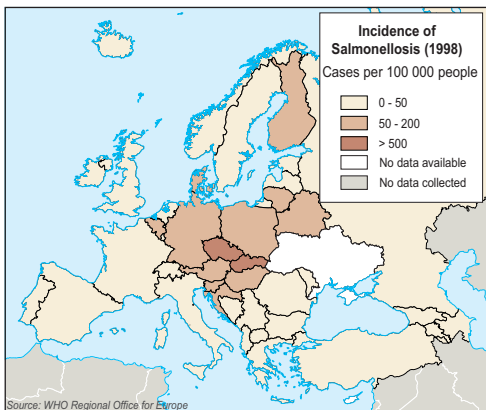 Incidence of
Salmonellosis (1998)
Cases per 100 000 people
0 - 50
50 - 200
> 500
No data available
No data collected
Source: WHO Regional Office for Europe